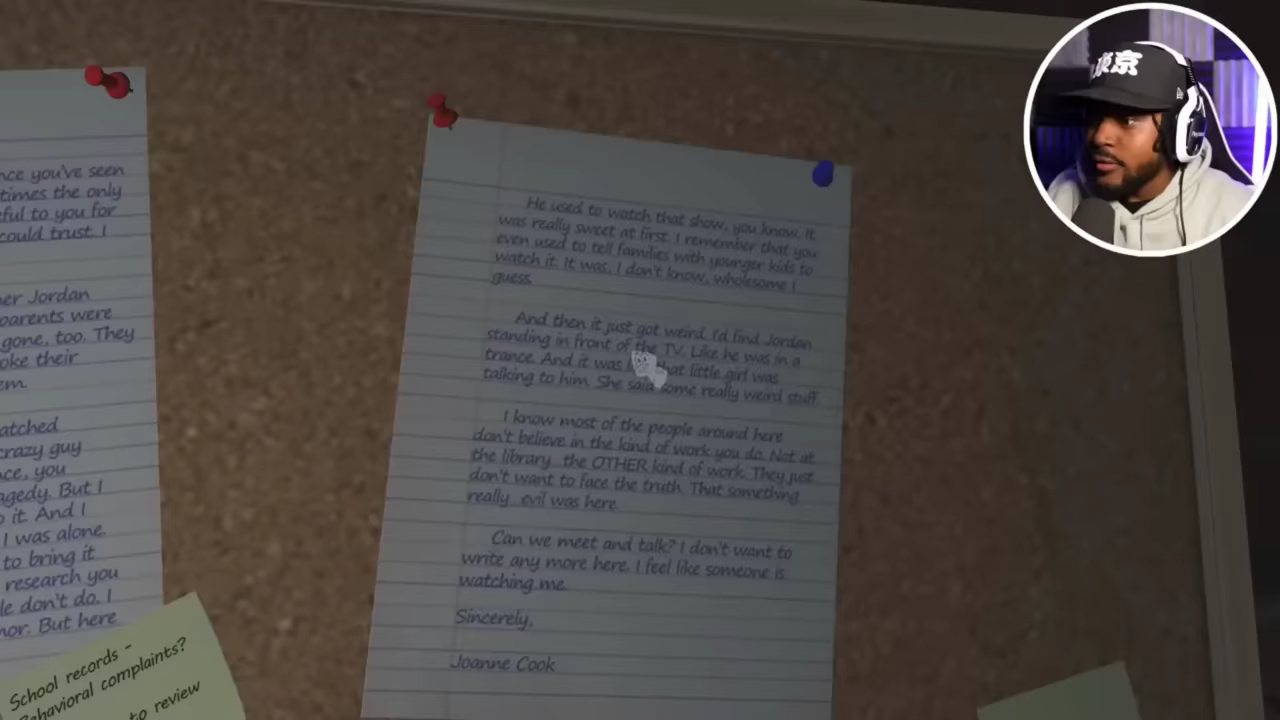 東京
nce you've seen
times the only
ful to you for
could trust. I
er Jordan
parents were
gone, too. They
oke their
em.
atched
crazy guy
nce, you
agedy. But I
o it. And I
I was alone.
to bring it
research you
le don't do. I
mor. But here
School records -
Behavioral complaints?
to review
He used to watch that show, you know. It
was really sweet at first. I remember that you
even used to tell families with younger kids to
watch it. It was, I don't know, wholesome I
guess.
And then it just got weird. I'd find Jordan
standing in front of the TV. Like he was in a
trance. And it was that little girl was
talking to him. She said some really weird stuff.
I know most of the people around here
don't believe in the kind of work you do. Not at
the library...the OTHER kind of work. They just
don't want to face the truth. That something
really...evil was here.
Can we meet and talk? I don't want to
write any more here. I feel like someone is
watching me.
Sincerely,
Joanne Cook